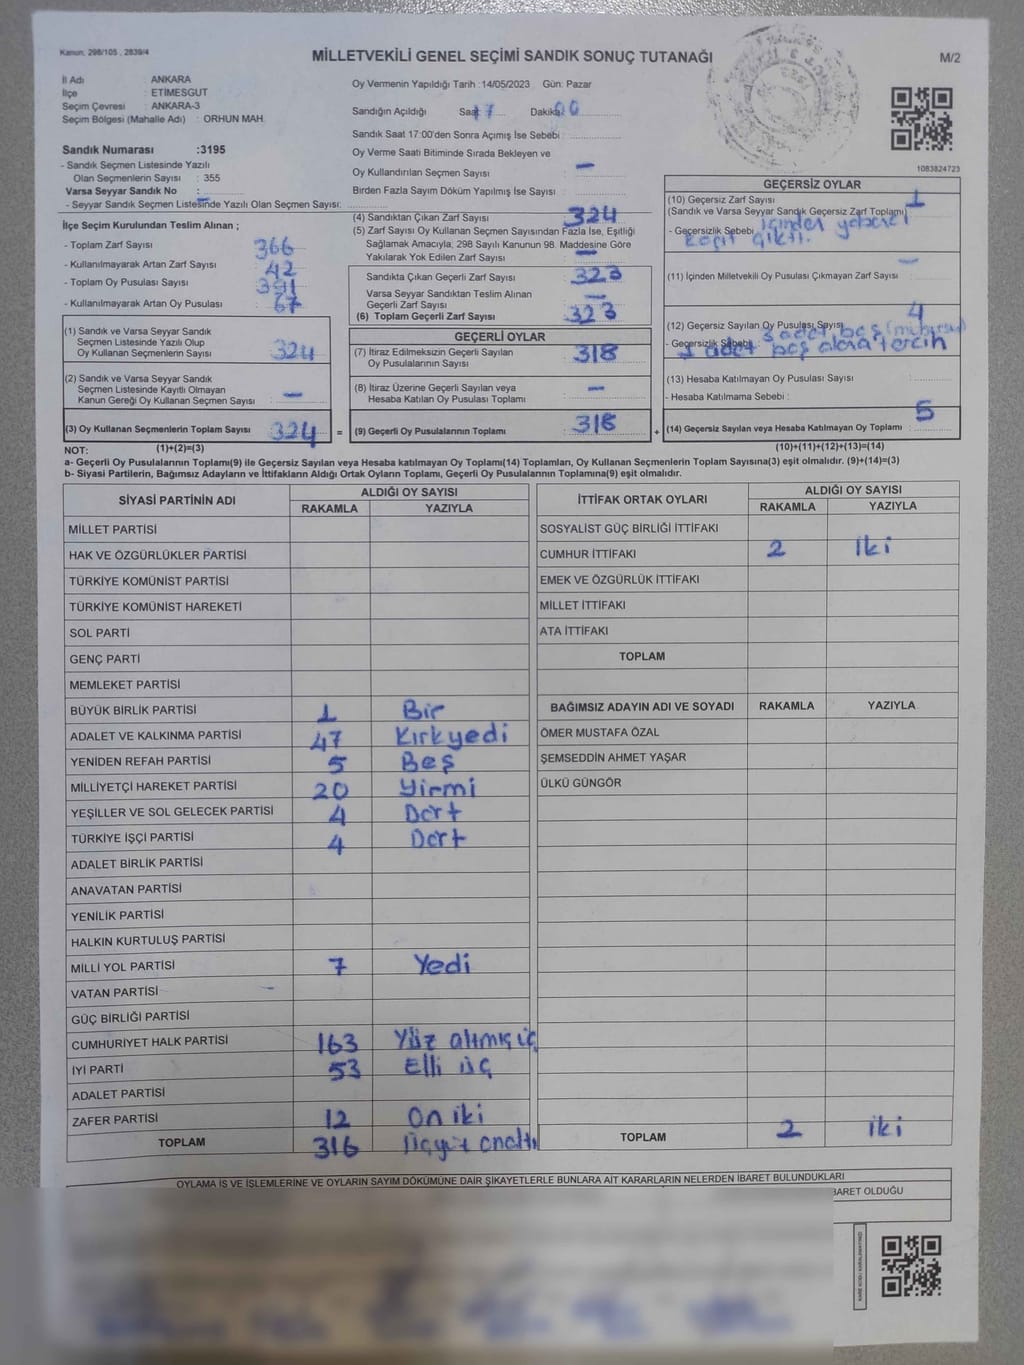 Kanun: 298/105 , 2839/4
MİLLETVEKİLİ GENEL SEÇİMİ SANDIK SONUÇ TUTANAĞI
M/2
İl Adı : ANKARA
İlçe : ETİMESGUT
Seçim Çevresi : ANKARA-3
Seçim Bölgesi (Mahalle Adı) : ORHUN MAH.
Sandık Numarası :3195
- Sandık Seçmen Listesinde Yazılı
Olan Seçmenlerin Sayısı : 355
Varsa Seyyar Sandık No :
- Seyyar Sandık Seçmen Listesinde Yazılı Olan Seçmen Sayısı:
Oy Vermenin Yapıldığı Tarih :14/05/2023 Gün: Pazar
Sandığın Açıldığı Saat 17 Dakika 00
Sandık Saat 17:00'den Sonra Açımış İse Sebebi
Oy Verme Saati Bitiminde Sırada Bekleyen ve
Oy Kullandırılan Seçmen Sayısı —
Birden Fazla Sayım Döküm Yapılmış İse Sayısı
1083824723
İlçe Seçim Kurulundan Teslim Alınan ;
- Toplam Zarf Sayısı 366
- Kullanılmayarak Artan Zarf Sayısı 42
- Toplam Oy Pusulası Sayısı 391
- Kullanılmayarak Artan Oy Pusulası 67
(1) Sandık ve Varsa Seyyar Sandık
Seçmen Listesinde Yazılı Olup
Oy Kullanan Seçmenlerin Sayısı 324
(2) Sandık ve Varsa Seyyar Sandık
Seçmen Listesinde Kayıtlı Olmayan
Kanun Gereği Oy Kullanan Seçmen Sayısı —
(3) Oy Kullanan Seçmenlerin Toplam Sayısı 324 =
(1)+(2)=(3)
(4) Sandıktan Çıkan Zarf Sayısı 324
(5) Zarf Sayısı Oy Kullanan Seçmen Sayısından Fazla İse, Eşitliği
Sağlamak Amacıyla, 298 Sayılı Kanunun 98. Maddesine Göre
Yakılarak Yok Edilen Zarf Sayısı —
Sandıkta Çıkan Geçerli Zarf Sayısı 323
Varsa Seyyar Sandıktan Teslim Alınan
Geçerli Zarf Sayısı —
(6) Toplam Geçerli Zarf Sayısı 323
GEÇERLİ OYLAR
(7) İtiraz Edilmeksizin Geçerli Sayılan
Oy Pusulalarının Sayısı 318
(8) İtiraz Üzerine Geçerli Sayılan veya
Hesaba Katılan Oy Pusulası Toplamı —
(9) Geçerli Oy Pusulalarının Toplamı 318 +
GEÇERSİZ OYLAR
(10) Geçersiz Zarf Sayısı 1
(Sandık ve Varsa Seyyar Sandık Geçersiz Zarf Toplamı)
- Geçersizlik Sebebi içinden yabancı
kağıt çıktı.
(11) İçinden Milletvekili Oy Pusulası Çıkmayan Zarf Sayısı —
(12) Geçersiz Sayılan Oy Pusulası Sayısı 4
- Geçersizlik Sebebi : 3 adet boş
1 adet tercih
(13) Hesaba Katılmayan Oy Pusulası Sayısı
- Hesaba Katılmama Sebebi :
(14) Geçersiz Sayılan veya Hesaba Katılmayan Oy Toplamı 5
(10)+(11)+(12)+(13)=(14)
NOT:
a- Geçerli Oy Pusulalarının Toplamı(9) ile Geçersiz Sayılan veya Hesaba katılmayan Oy Toplamı(14) Toplamları, Oy Kullanan Seçmenlerin Toplam Sayısına(3) eşit olmalıdır. (9)+(14)=(3)
b- Siyasi Partilerin, Bağımsız Adayların ve İttifakların Aldığı Ortak Oyların Toplamı, Geçerli Oy Pusulalarının Toplamına(9) eşit olmalıdır.
SİYASİ PARTİNİN ADI
ALDIĞI OY SAYISI
RAKAMLA YAZIYLA
MİLLET PARTİSİ
HAK VE ÖZGÜRLÜKLER PARTİSİ
TÜRKİYE KOMÜNİST PARTİSİ
TÜRKİYE KOMÜNİST HAREKETİ
SOL PARTİ
GENÇ PARTİ
MEMLEKET PARTİSİ
BÜYÜK BİRLİK PARTİSİ 1 Bir
ADALET VE KALKINMA PARTİSİ 47 Kırkyedi
YENİDEN REFAH PARTİSİ 5 Beş
MİLLİYETÇİ HAREKET PARTİSİ 20 Yirmi
YEŞİLLER VE SOL GELECEK PARTİSİ 4 Dört
TÜRKİYE İŞÇİ PARTİSİ 4 Dört
ADALET BİRLİK PARTİSİ
ANAVATAN PARTİSİ
YENİLİK PARTİSİ
HALKIN KURTULUŞ PARTİSİ
MİLLİ YOL PARTİSİ 7 Yedi
VATAN PARTİSİ
GÜÇ BİRLİĞİ PARTİSİ
CUMHURİYET HALK PARTİSİ 163 Yüz altmış üç
İYİ PARTİ 53 Elli üç
ADALET PARTİSİ
ZAFER PARTİSİ 12 On iki
TOPLAM 316 Üçyüz onaltı
İTTİFAK ORTAK OYLARI
ALDIĞI OY SAYISI
RAKAMLA YAZIYLA
SOSYALİST GÜÇ BİRLİĞİ İTTİFAKI
CUMHUR İTTİFAKI 2 İki
EMEK VE ÖZGÜRLÜK İTTİFAKI
MİLLET İTTİFAKI
ATA İTTİFAKI
TOPLAM
BAĞIMSIZ ADAYIN ADI VE SOYADI RAKAMLA YAZIYLA
ÖMER MUSTAFA ÖZAL
ŞEMSEDDİN AHMET YAŞAR
ÜLKÜ GÜNGÖR
TOPLAM 2 iki
OYLAMA İŞ VE İŞLEMLERİNE VE OYLARIN SAYIM DÖKÜMÜNE DAİR ŞİKAYETLERLE BUNLARA AİT KARARLARIN NELERDEN İBARET BULUNDUKLARI
BARET OLDUĞU